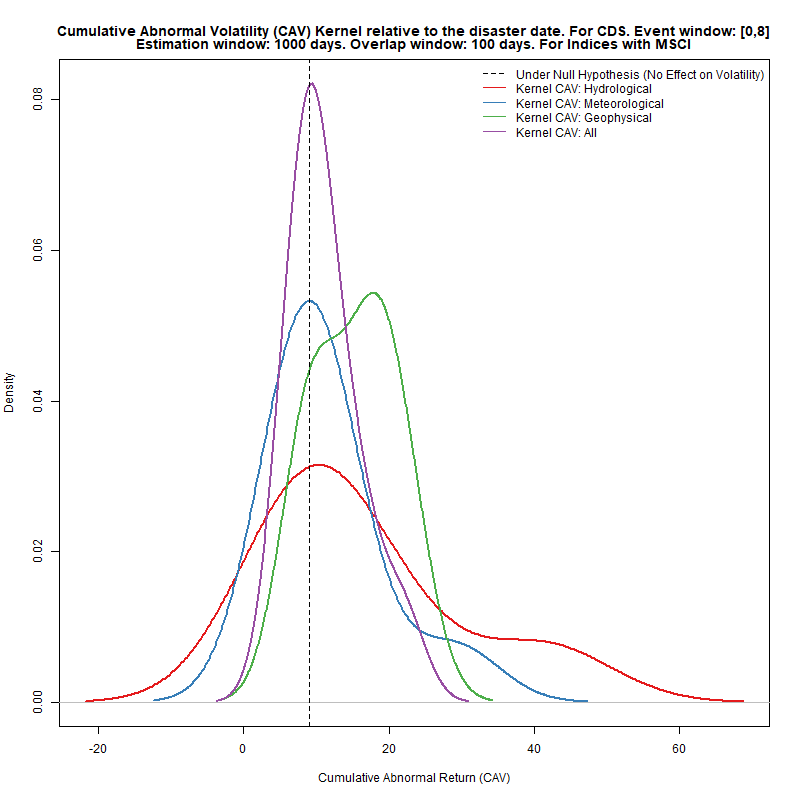 Cumulative Abnormal Volatility (CAV) Kernel relative to the disaster date. For CDS. Event window: [0,8]
Estimation window: 1000 days. Overlap window: 100 days. For Indices with MSCI
Under Null Hypothesis (No Effect on Volatility)
Kernel CAV: Hydrological
Kernel CAV: Meteorological
Kernel CAV: Geophysical
Kernel CAV: All
Density
0.08
0.06
0.04
0.02
0.00
-20 0 20 40 60
Cumulative Abnormal Return (CAV)